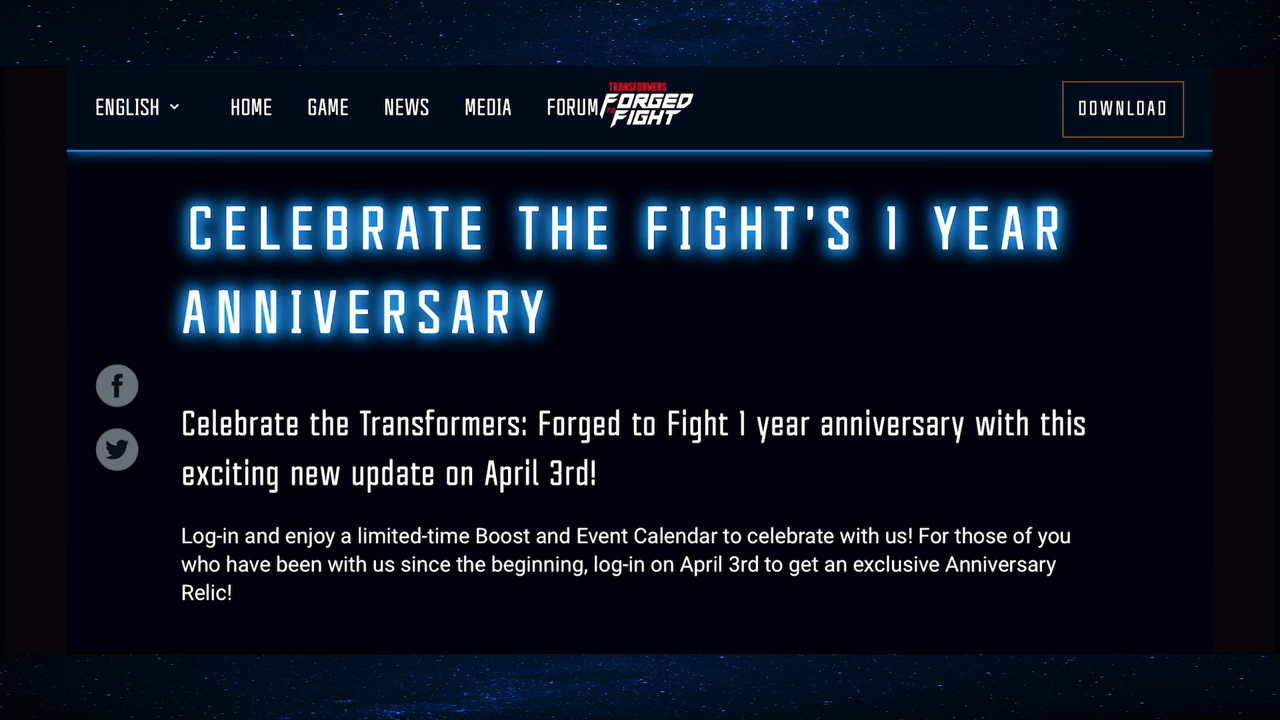 ENGLISH HOME GAME NEWS MEDIA FORUM DOWNLOAD
TRANSFORMERS
FORGED
TO FIGHT
CELEBRATE THE FIGHT'S 1 YEAR
ANNIVERSARY
Celebrate the Transformers: Forged to Fight 1 year anniversary with this
exciting new update on April 3rd!
Log-in and enjoy a limited-time Boost and Event Calendar to celebrate with us! For those of you
who have been with us since the beginning, log-in on April 3rd to get an exclusive Anniversary
Relic!